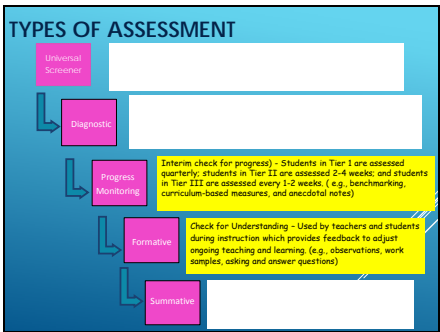 TYPES OF ASSESSMENT
Universal
Screener
Diagnostic
Progress
Monitoring
Interim check for progress) – Students in Tier 1 are assessed
quarterly; students in Tier II are assessed 2-4 weeks; and students
in Tier III are assessed every 1-2 weeks. ( e.g., benchmarking,
curriculum-based measures, and anecdotal notes)
Formative
Check for Understanding – Used by teachers and students
during instruction which provides feedback to adjust
ongoing teaching and learning. (e.g., observations, work
samples, asking and answer questions)
Summative